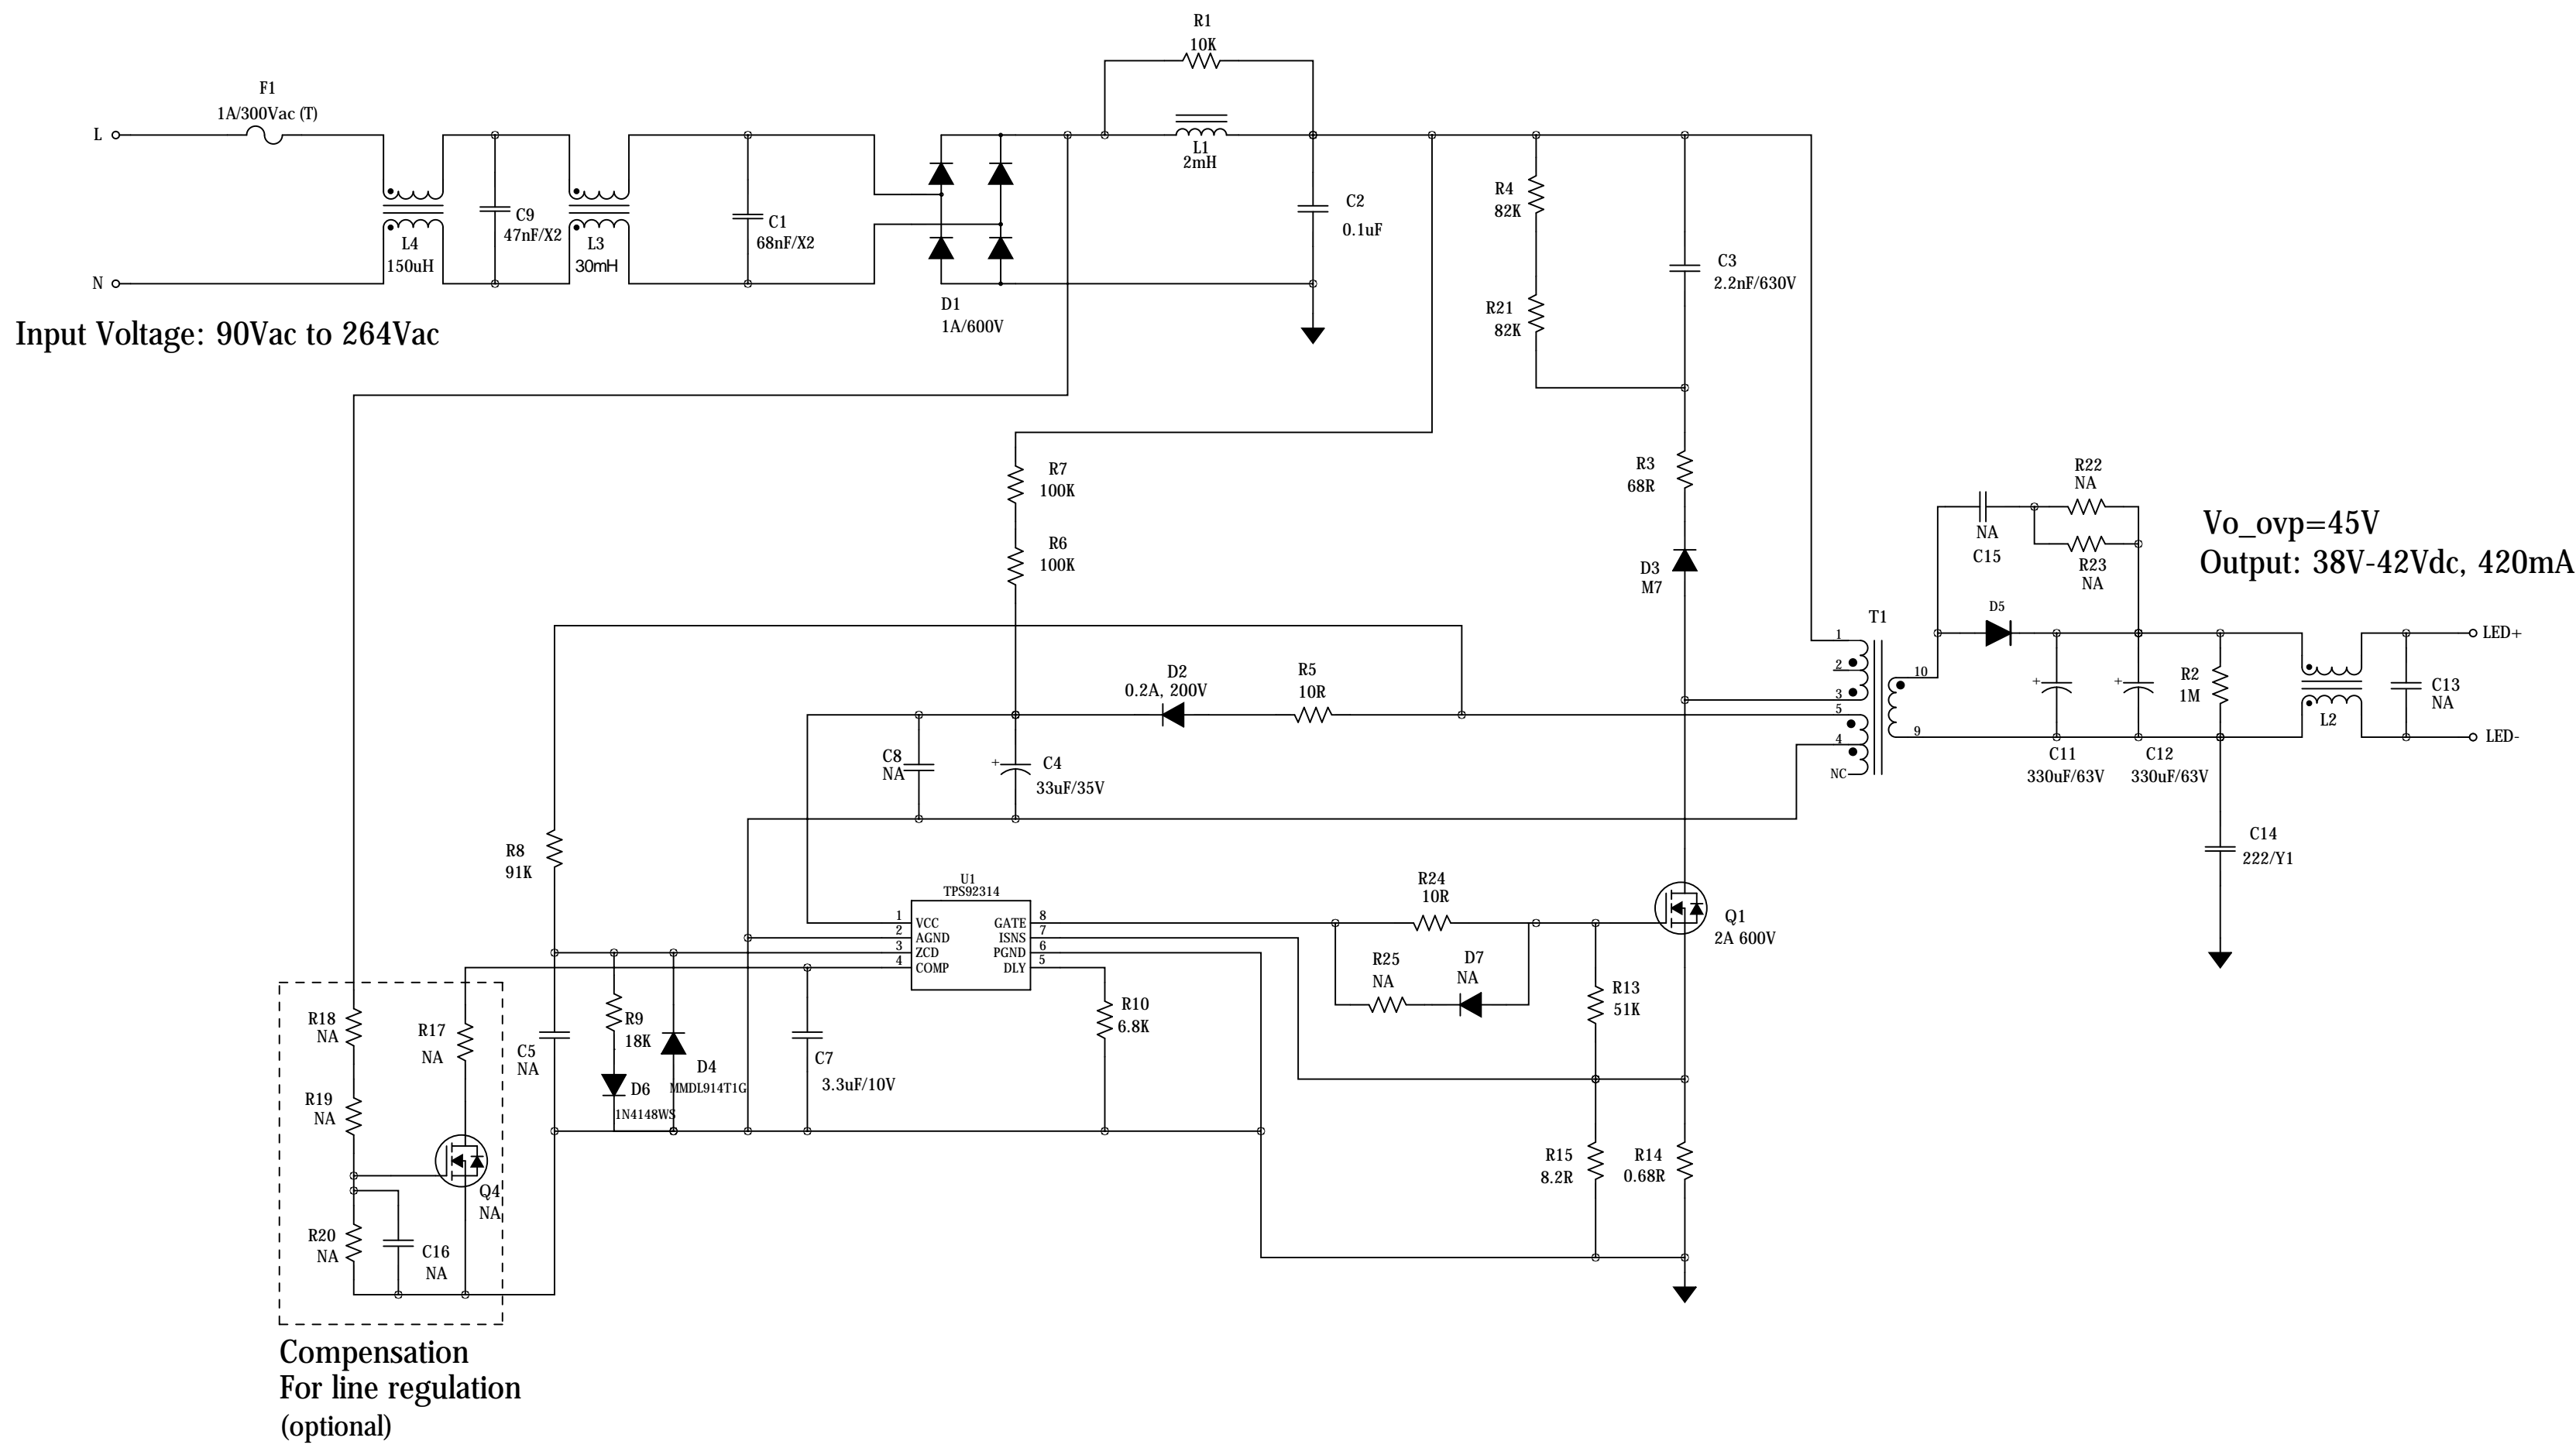 R1
10K
F1
1A/300Vac (T)
L
L1
2mH
R4
82K
C2
0.1uF
C9
47nF/X2
C1
68nF/X2
L4
150uH
L3
30mH
C3
2.2nF/630V
N
D1
1A/600V
R21
82K
Input Voltage: 90Vac to 264Vac
R7
100K
R3
68R
R22
NA
Vo_ovp=45V
Output: 38V-42Vdc, 420mA
NA
C15
R23
NA
R6
100K
D3
M7
D5
T1
1
2
3
5
4
NC
10
9
LED+
R2
1M
C13
NA
L2
LED-
D2
0.2A, 200V
R5
10R
C8
NA
+
C4
33uF/35V
+
C11
330uF/63V
+
C12
330uF/63V
C14
222/Y1
R8
91K
U1
TPS92314
1
VCC
GATE
8
2
AGND
ISNS
7
3
ZCD
PGND
6
4
COMP
DLY
5
R24
10R
Q1
2A 600V
R25
NA
D7
NA
R13
51K
R10
6.8K
R18
NA
R17
NA
C5
NA
R9
18K
D6
1N4148WS
D4
MMDL914T1G
C7
3.3uF/10V
R19
NA
Q4
NA
R15
8.2R
R14
0.68R
R20
NA
C16
NA
Compensation
For line regulation
(optional)